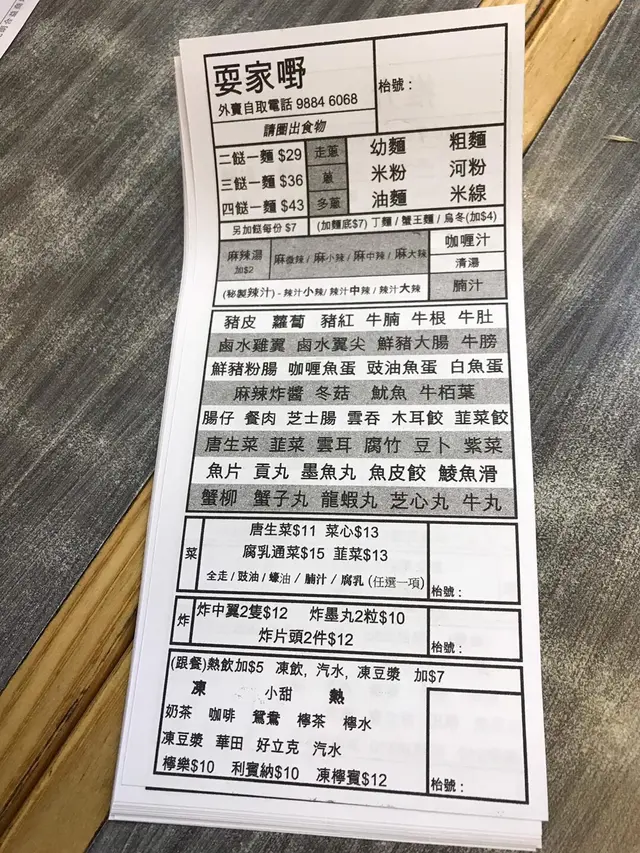 耍家嘢
外賣自取電話 9884 6068
枱號：
請圈出食物
二餸一麵 $29 走蔥 幼麵 粗麵
三餸一麵 $36 蔥 米粉 河粉
四餸一麵 $43 多蔥 油麵 米線
另加餸每份 $7 (加麵底$7) 丁麵 / 蟹王麵 / 烏冬(加$4)
麻辣湯 麻微辣 / 麻小辣 / 麻中辣 / 麻大辣 咖喱汁
加$2 清湯
(秘製辣汁) - 辣汁小辣/ 辣汁中辣 / 辣汁大辣 腩汁
豬皮 蘿蔔 豬紅 牛腩 牛根 牛肚
鹵水雞翼 鹵水翼尖 鮮豬大腸 牛膀
鮮豬粉腸 咖喱魚蛋 豉油魚蛋 白魚蛋
麻辣炸醬 冬菇 魷魚 牛栢葉
腸仔 餐肉 芝士腸 雲吞 木耳餃 韮菜餃
唐生菜 韮菜 雲耳 腐竹 豆卜 紫菜
魚片 貢丸 墨魚丸 魚皮餃 鯪魚滑
蟹柳 蟹子丸 龍蝦丸 芝心丸 牛丸
唐生菜$11 菜心$13
菜 腐乳通菜$15 韮菜$13
全走 / 豉油 / 蠔油 / 腩汁 / 腐乳 (任選一項) 枱號：
炸 炸中翼2隻$12 炸墨丸2粒$10
炸片頭2件$12 枱號：
(跟餐)熱飲加$5 凍飲, 汽水, 凍豆漿 加$7
凍 小甜 熱
奶茶 咖啡 鴛鴦 檸茶 檸水
凍豆漿 華田 好立克 汽水
檸樂$10 利賓納$10 凍檸賓$12 枱號：